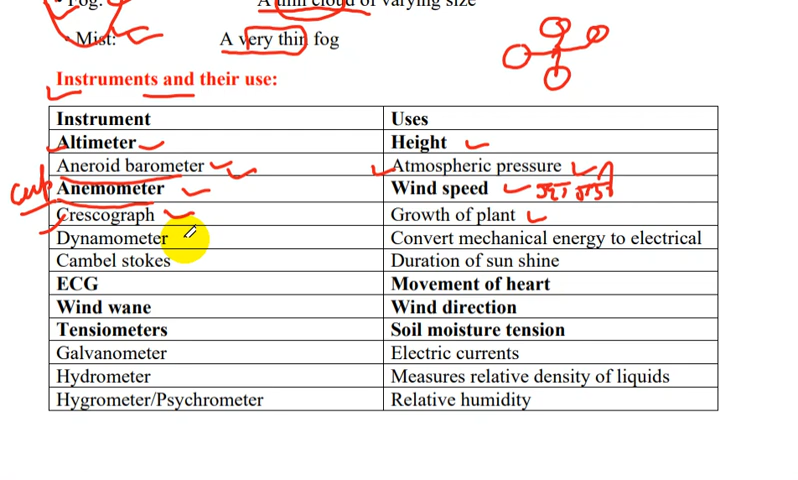 Fog: A thin cloud of varying size
Mist: A very thin fog
Instruments and their use:
Instrument Uses
Altimeter Height
Aneroid barometer Atmospheric pressure
Cup Anemometer Wind speed
Crescograph Growth of plant
Dynamometer Convert mechanical energy to electrical
Cambel stokes Duration of sun shine
ECG Movement of heart
Wind wane Wind direction
Tensiometers Soil moisture tension
Galvanometer Electric currents
Hydrometer Measures relative density of liquids
Hygrometer/Psychrometer Relative humidity